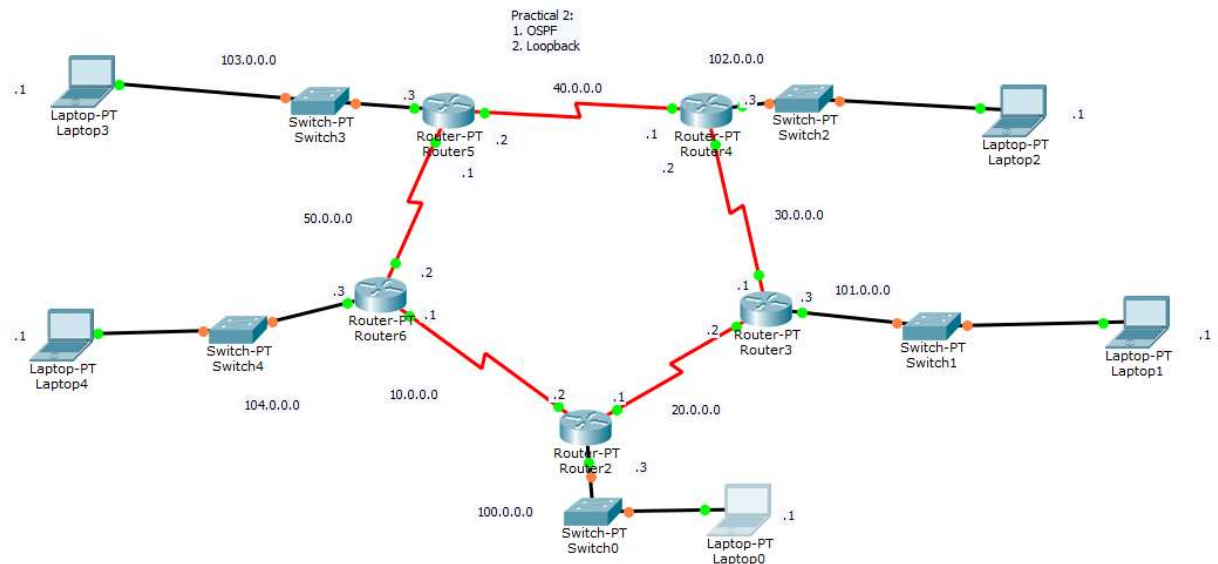 Practical 2:
1. OSPF
2. Loopback
103.0.0.0
102.0.0.0
40.0.0.0
.1
Laptop-PT
Laptop3
Switch-PT
Switch3
.3
Router-PT
Router5
.2
.1
.1
.3
Router-PT
Router4
.2
Switch-PT
Switch2
.1
Laptop-PT
Laptop2
50.0.0.0
30.0.0.0
.2
.3
Router-PT
Router6
.1
.1
Laptop-PT
Laptop4
Switch-PT
Switch4
104.0.0.0
10.0.0.0
.1
.3
101.0.0.0
.2
Router-PT
Router3
Switch-PT
Switch1
Laptop-PT
Laptop1
.1
.2
.1
20.0.0.0
Router-PT
Router2
.3
100.0.0.0
Switch-PT
Switch0
Laptop-PT
Laptop0
.1